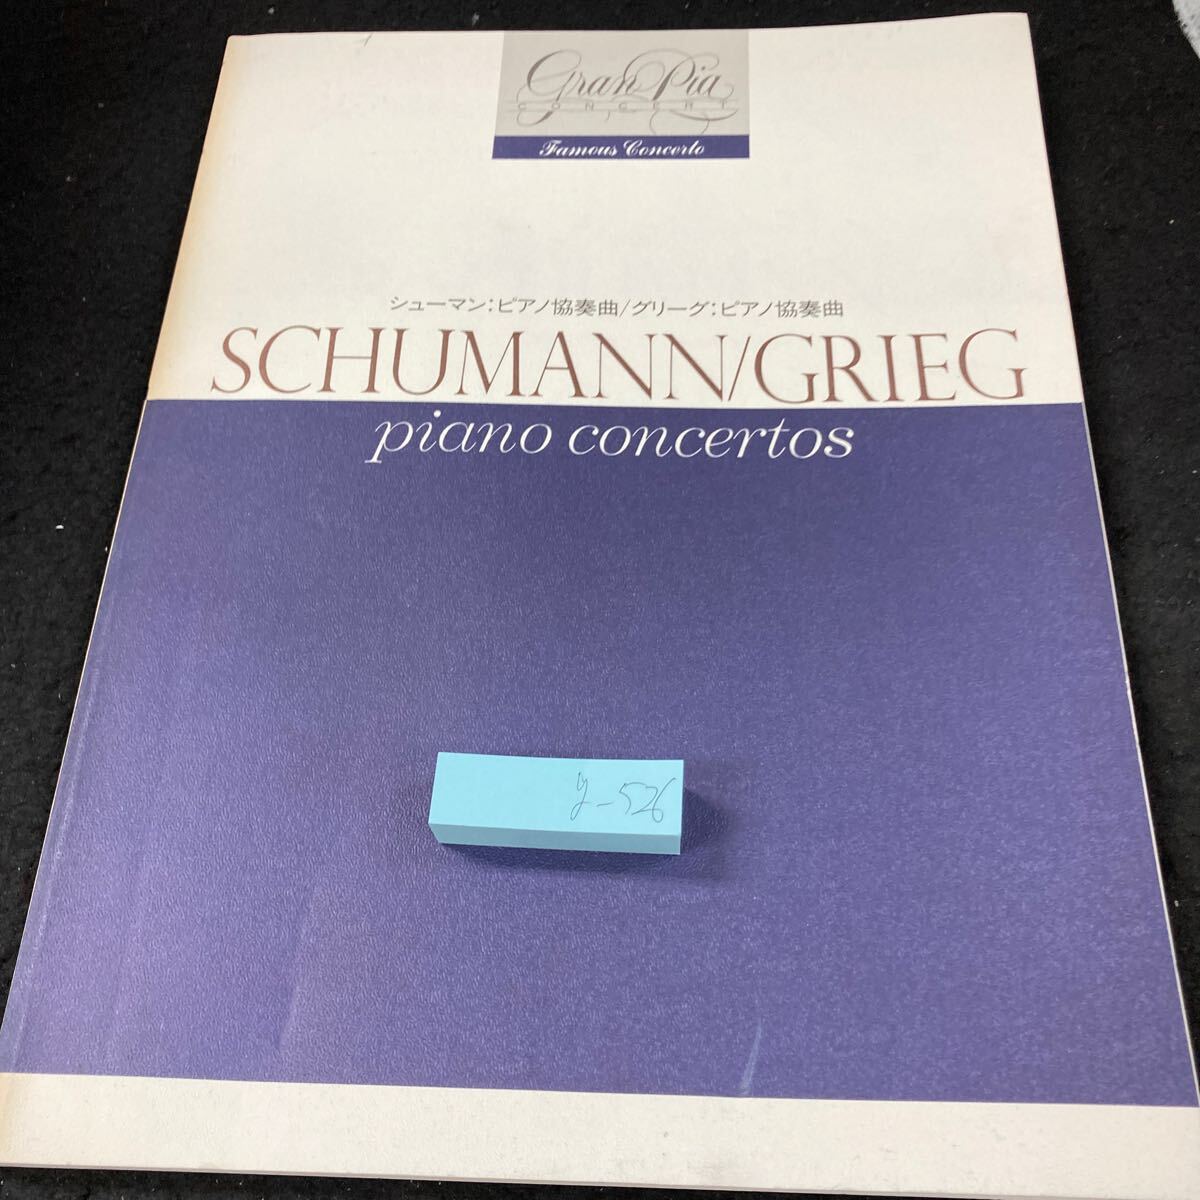 Gran Pia
CONCERT
Famous Concerto
シューマン：ピアノ協奏曲/グリーグ：ピアノ協奏曲
SCHUMANN/GRIEG
piano concertos
y-526